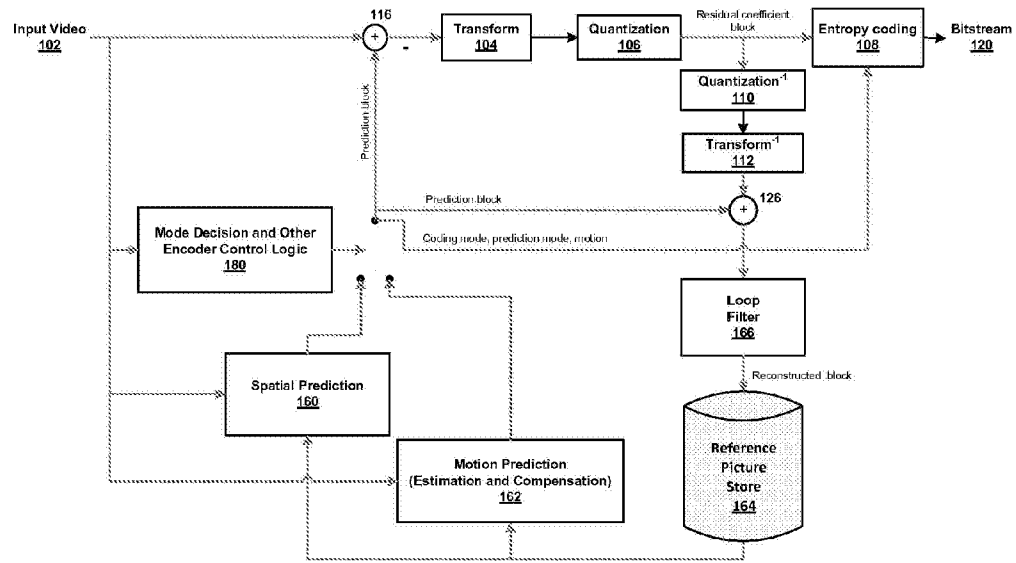 Input Video
102
116
+
-
Transform
104
Quantization
106
Residual coefficient
block
Entropy coding
108
Bitstream
120
Quantization-1
110
Transform-1
112
Prediction block
Prediction block
126
+
Coding mode, prediction mode, motion
Mode Decision and Other
Encoder Control Logic
180
Loop
Filter
166
Spatial Prediction
160
Reconstructed block
Motion Prediction
(Estimation and Compensation)
162
Reference
Picture
Store
164